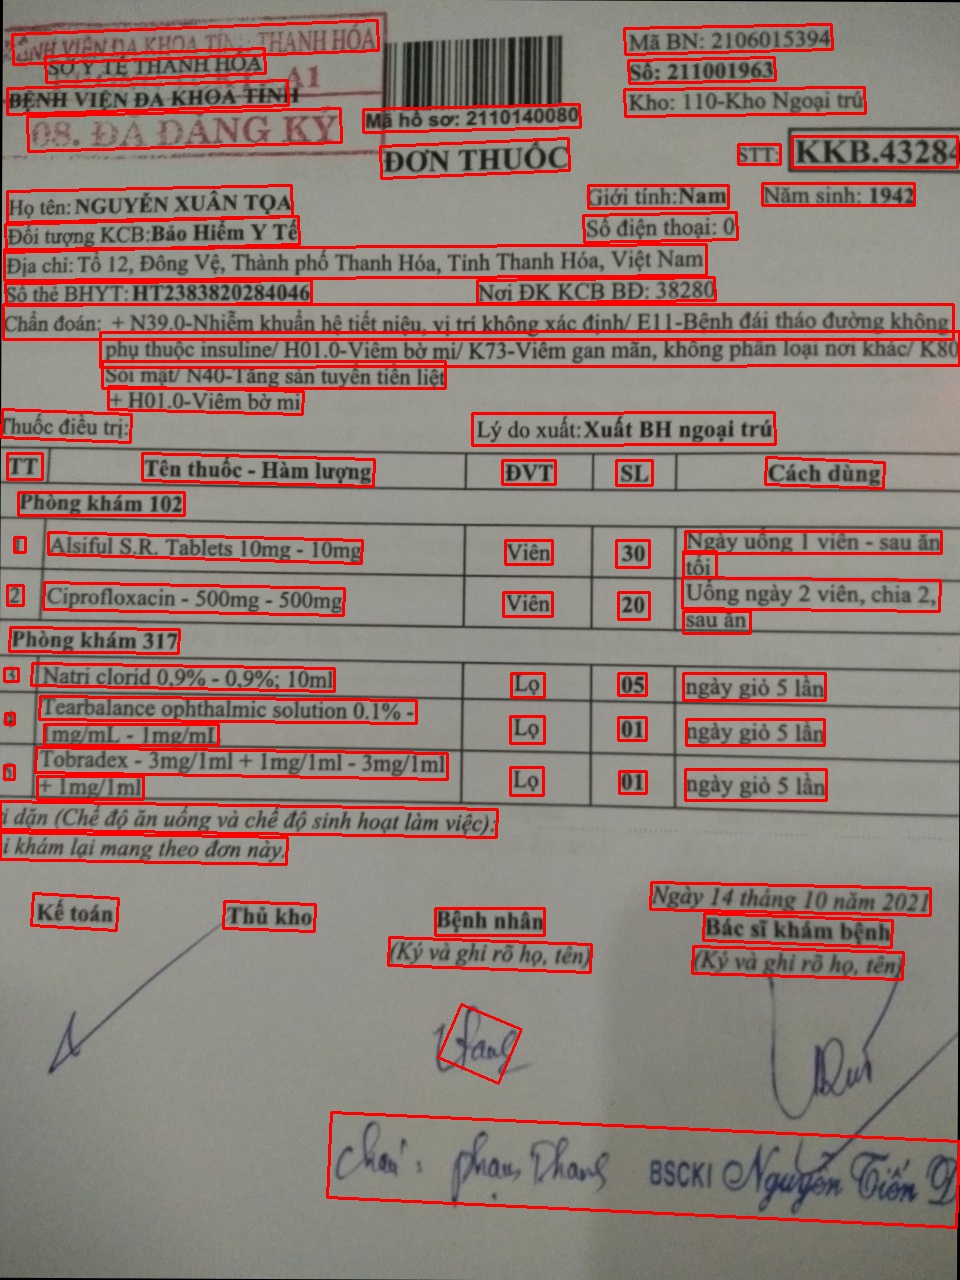 BỆNH VIỆN ĐA KHOA TỈNH THANH HÓA
SỞ Y TẾ THANH HÓA
A1
BỆNH VIỆN ĐA KHOA TỈNH
08. ĐÃ ĐĂNG KÝ
Mã hồ sơ: 2110140080
ĐƠN THUỐC
Mã BN: 2106015394
Số: 211001963
Kho: 110-Kho Ngoại trú
STT: KKB.43284
Họ tên: NGUYỄN XUÂN TỌA Giới tính:Nam Năm sinh: 1942
Đối tượng KCB:Bảo Hiểm Y Tế Số điện thoại: 0
Địa chỉ: Tổ 12, Đông Vệ, Thành phố Thanh Hóa, Tỉnh Thanh Hóa, Việt Nam
Số thẻ BHYT: HT2383820284046 Nơi ĐK KCB BĐ: 38280
Chẩn đoán: + N39.0-Nhiễm khuẩn hệ tiết niệu, vị trí không xác định/ E11-Bệnh đái tháo đường không
phụ thuộc insuline/ H01.0-Viêm bờ mi/ K73-Viêm gan mãn, không phân loại nơi khác/ K80
Sỏi mật/ N40-Tăng sản tuyến tiền liệt
+ H01.0-Viêm bờ mi
Thuốc điều trị: Lý do xuất:Xuất BH ngoại trú
TT Tên thuốc - Hàm lượng ĐVT SL Cách dùng
Phòng khám 102
1 Alsiful S.R. Tablets 10mg - 10mg Viên 30 Ngày uống 1 viên - sau ăn
tối
2 Ciprofloxacin - 500mg - 500mg Viên 20 Uống ngày 2 viên, chia 2,
sau ăn
Phòng khám 317
3 Natri clorid 0,9% - 0,9%; 10ml Lọ 05 ngày giỏ 5 lần
4 Tearbalance ophthalmic solution 0.1% -
1mg/mL - 1mg/mL Lọ 01 ngày giỏ 5 lần
5 Tobradex - 3mg/1ml + 1mg/1ml - 3mg/1ml
+ 1mg/1ml Lọ 01 ngày giỏ 5 lần
i dặn (Chế độ ăn uống và chế độ sinh hoạt làm việc):
i khám lại mang theo đơn này.
Ngày 14 tháng 10 năm 2021
Kế toán Thủ kho Bệnh nhân Bác sĩ khám bệnh
(Ký và ghi rõ họ, tên) (Ký và ghi rõ họ, tên)
BSCKI Nguyễn Tiến